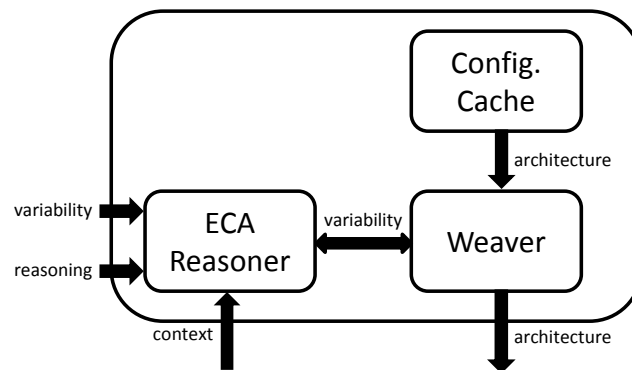 Config.
Cache
architecture
variability
variability
ECA
Reasoner
Weaver
reasoning
context
architecture